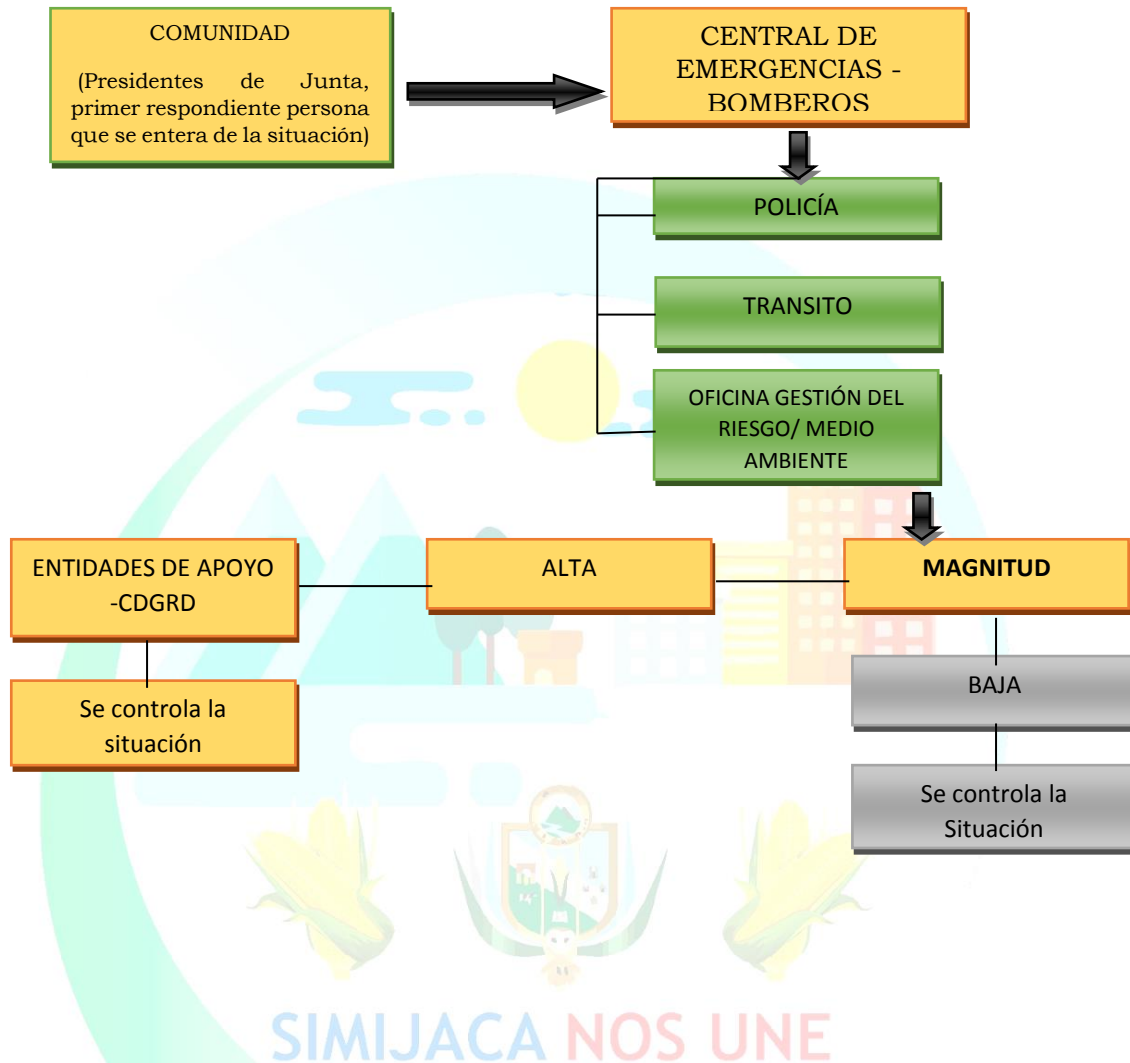 COMUNIDAD
(Presidentes de Junta,
primer respondiente persona
que se entera de la situación)
CENTRAL DE
EMERGENCIAS -
BOMBEROS
POLICÍA
TRANSITO
OFICINA GESTIÓN DEL
RIESGO/ MEDIO
AMBIENTE
ENTIDADES DE APOYO
-CDGRD
ALTA
MAGNITUD
Se controla la
situación
BAJA
Se controla la
Situación
SIMIJACA NOS UNE